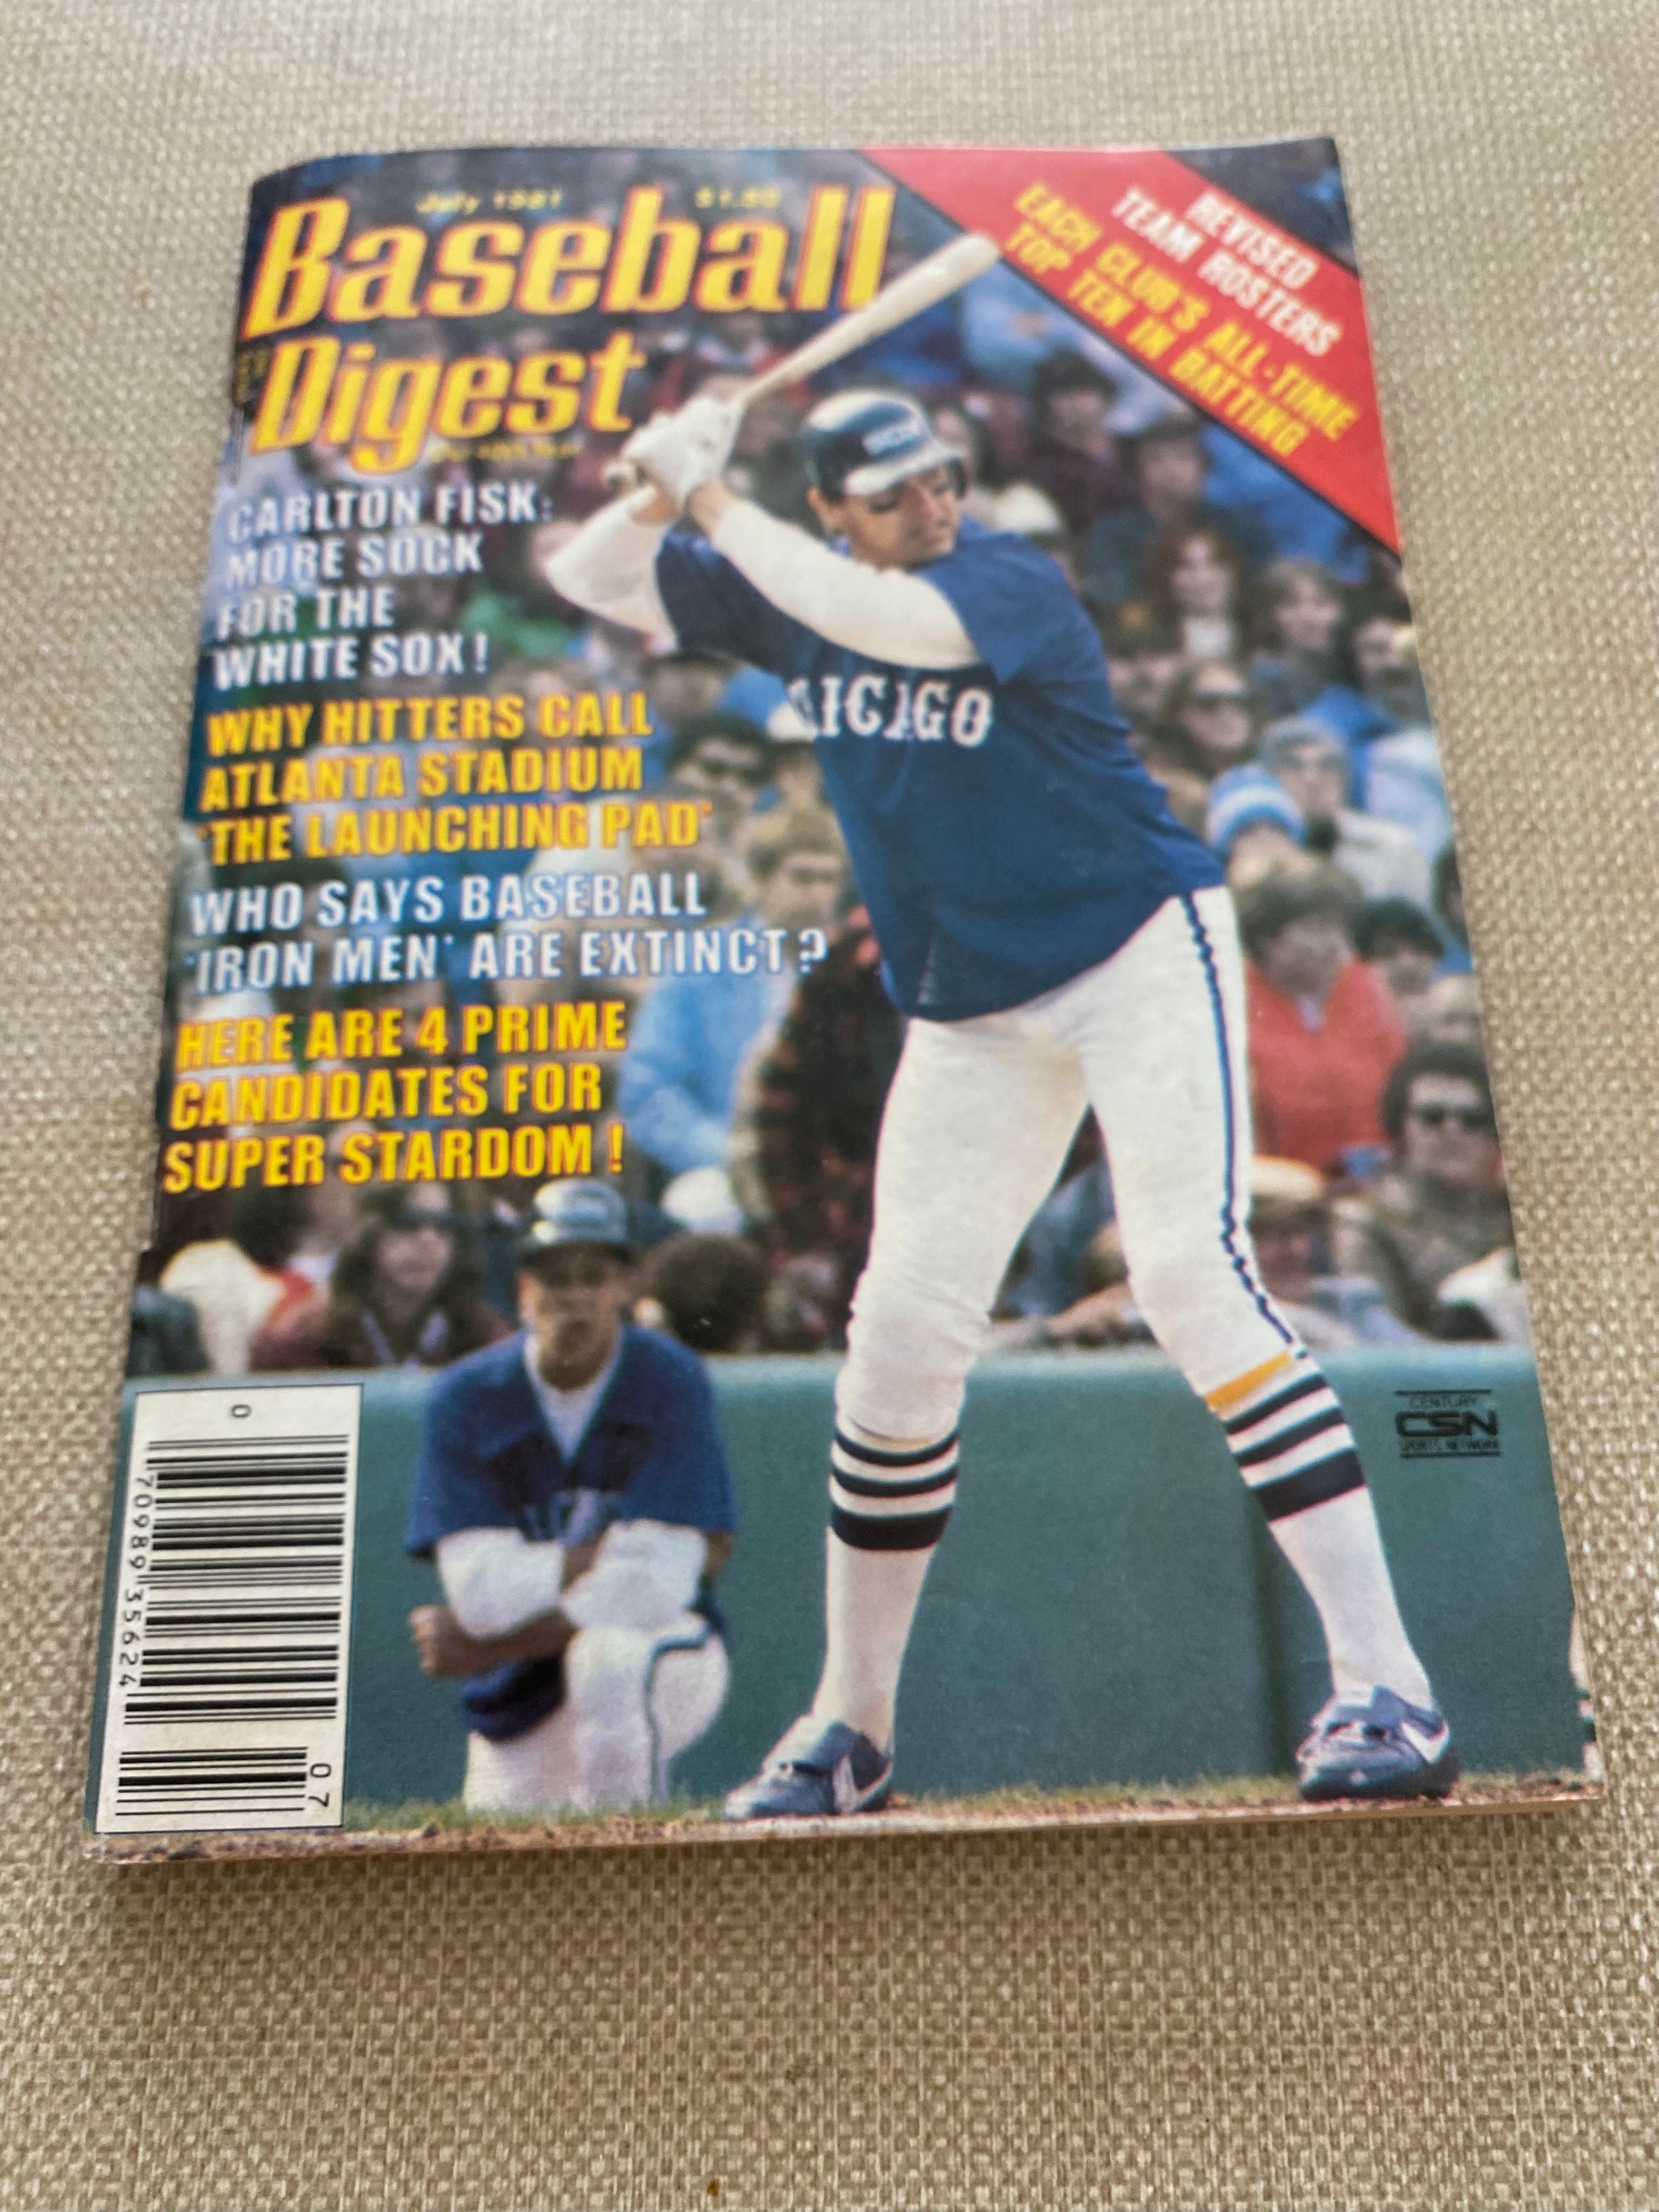 July 1981
Baseball
Digest
REVISED
TEAM ROSTERS
EACH CLUB'S ALL-TIME
TOP TEN IN BATTING
CARLTON FISK:
MORE SOCK
FOR THE
WHITE SOX!
WHY HITTERS CALL
ATLANTA STADIUM
'THE LAUNCHING PAD'
WHO SAYS BASEBALL
'IRON MEN' ARE EXTINCT?
HERE ARE 4 PRIME
CANDIDATES FOR
SUPER STARDOM!
HICAGO
CENTURY
CSN
SPORTS NETWORK
0
70989 35624
07